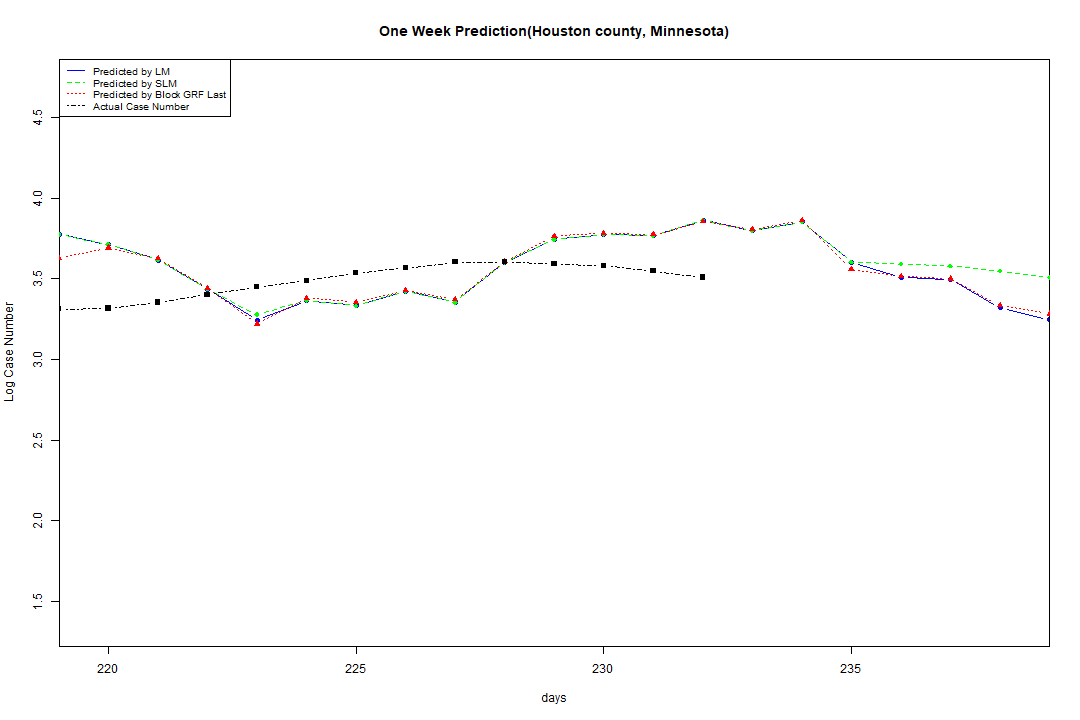 One Week Prediction(Houston county, Minnesota)
Predicted by LM
Predicted by SLM
Predicted by Block GRF Last
Actual Case Number
4.5
4.0
3.5
3.0
2.5
2.0
1.5
Log Case Number
220 225 230 235
days